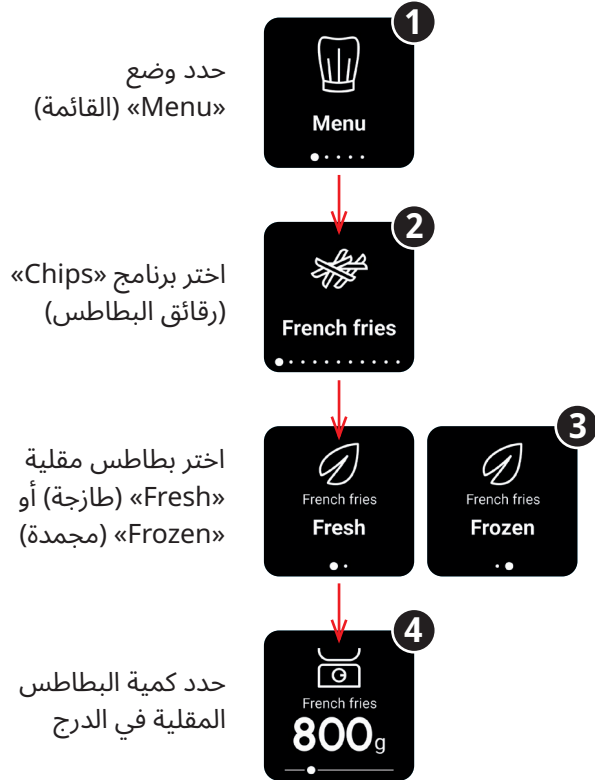 1
حدد وضع
«Menu» (القائمة)
Menu
2
اختر برنامج «Chips»
(رقائق البطاطس)
French fries
3
اختر بطاطس مقلية
«Fresh» (طازجة) أو
«Frozen» (مجمدة)
French fries
Fresh
French fries
Frozen
4
حدد كمية البطاطس
المقلية في الدرج
French fries
800g